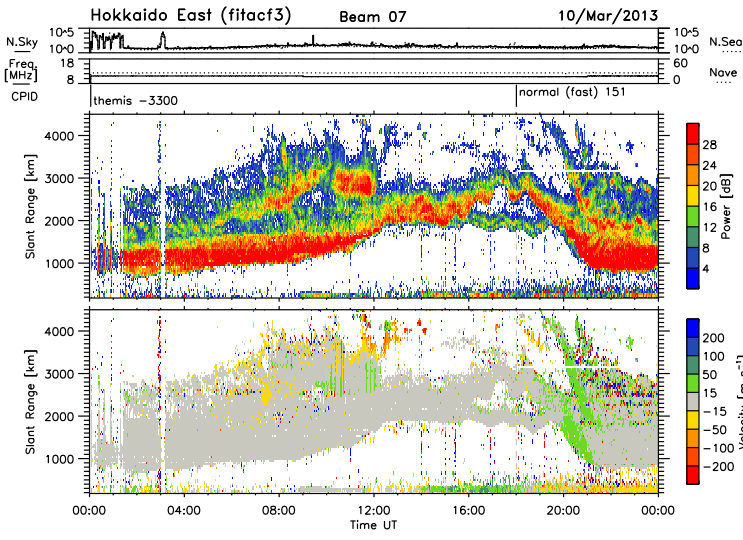 Hokkaido East (fitacf3) Beam 07 10/Mar/2013
N.Sky 10^5 10^0 10^5 10^0 N.Sea
Freq. [MHz] 18 8 60 0 Nave
CPID themis -3300 normal (fast) 151
Slant Range [km]
4000
3000
2000
1000
Power [dB]
28
24
20
16
12
8
4
Slant Range [km]
4000
3000
2000
1000
200
100
50
15
-15
-50
-100
-200
00:00 04:00 08:00 12:00 16:00 20:00 00:00
Time UT